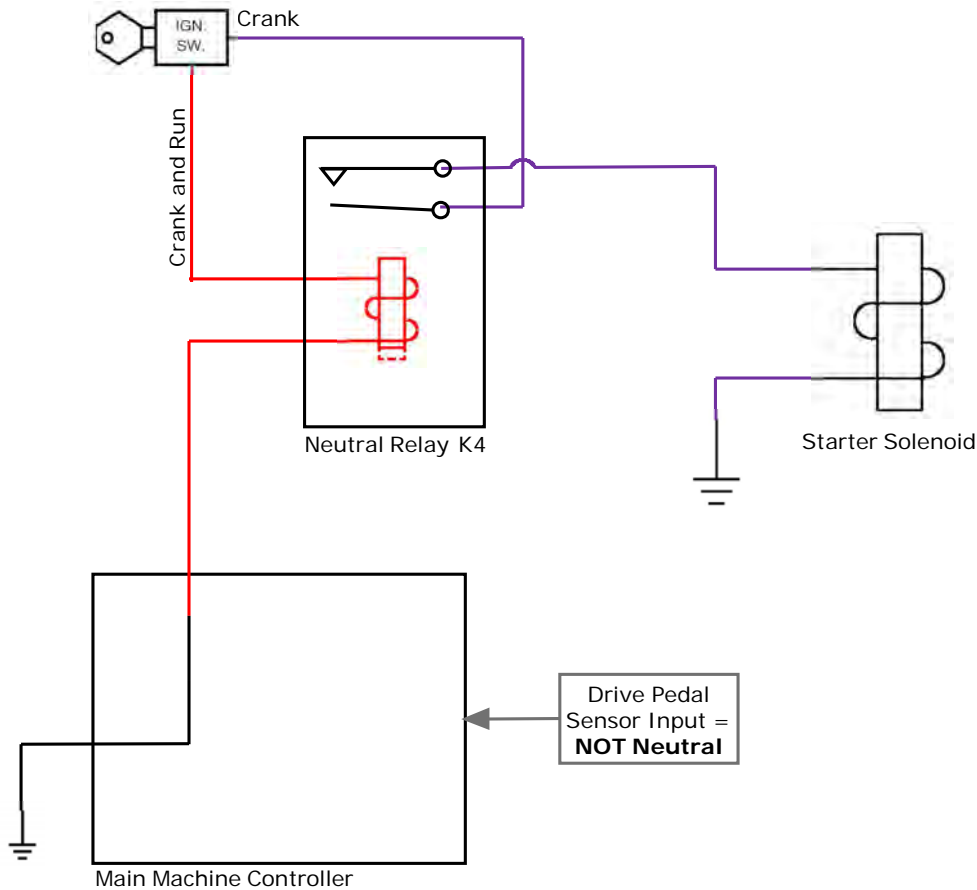 Crank
IGN.
SW.
Crank and Run
Neutral Relay K4
Starter Solenoid
Drive Pedal
Sensor Input =
NOT Neutral
Main Machine Controller